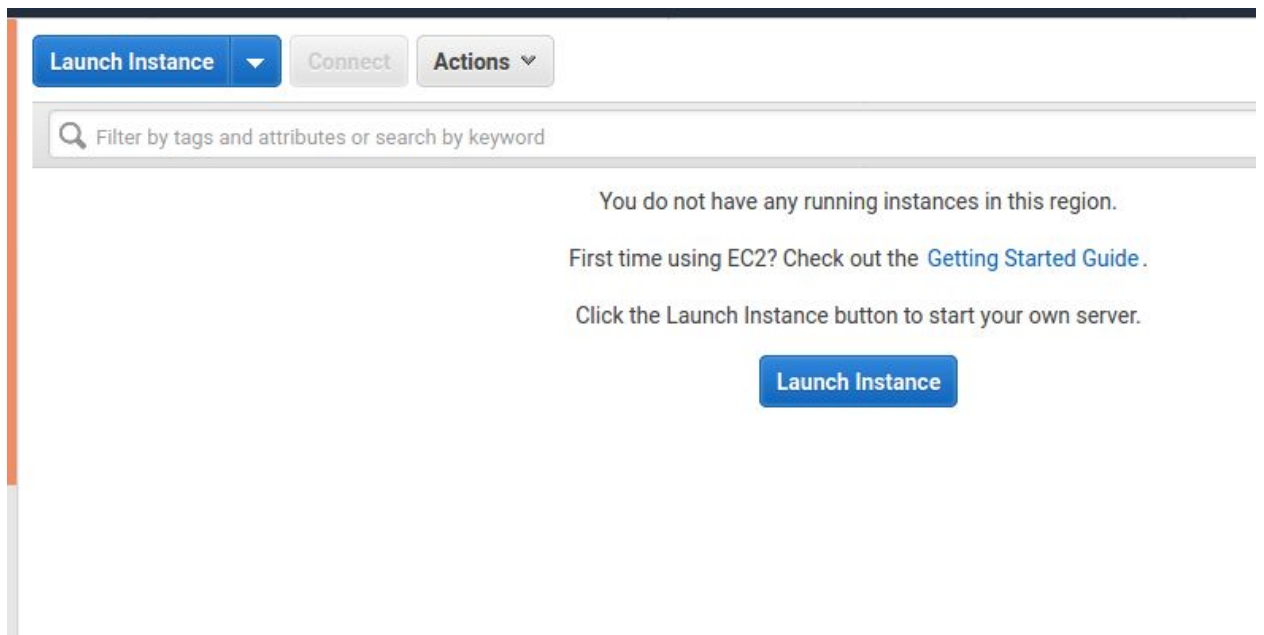 Launch Instance Connect Actions
Filter by tags and attributes or search by keyword
You do not have any running instances in this region.
First time using EC2? Check out the Getting Started Guide.
Click the Launch Instance button to start your own server.
Launch Instance